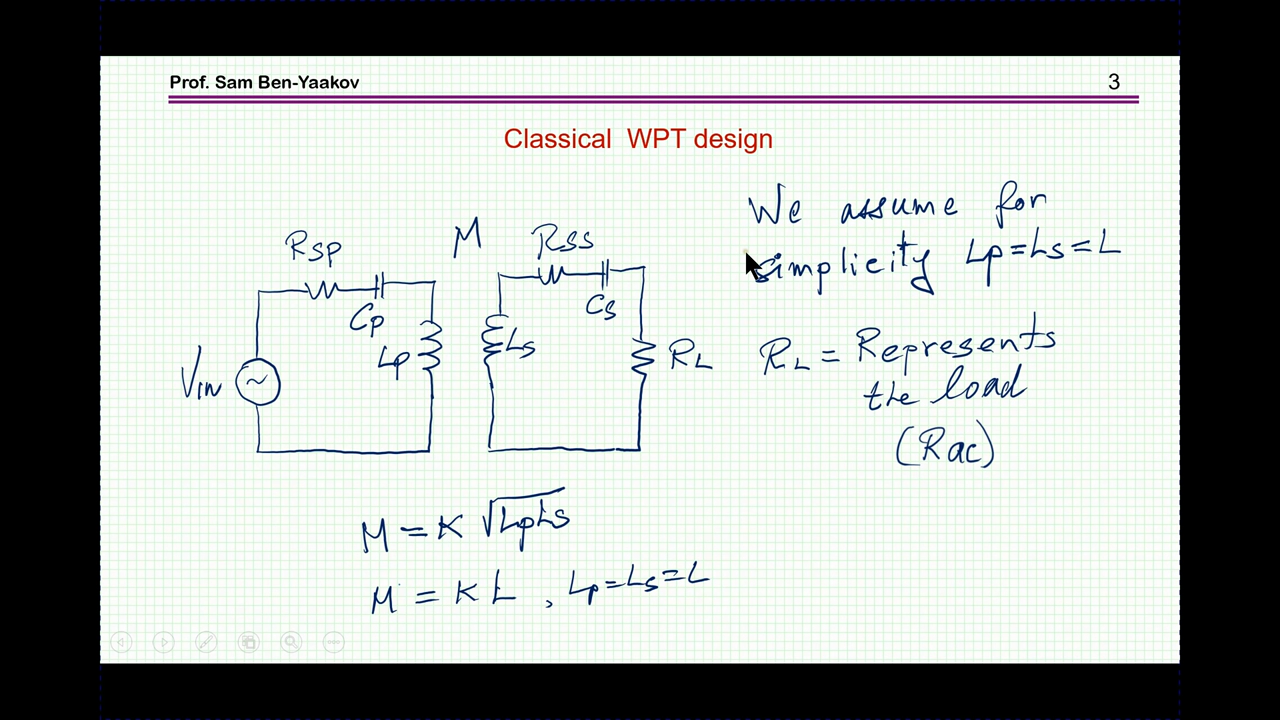 Prof. Sam Ben-Yaakov
3
Classical WPT design
We assume for
simplicity Lp=Ls=L
RSP
M
RSS
Cp
Cs
Lp
Ls
VIN
RL
RL = Represents
the load
(Rac)
M = K √LpLs
M = K L , Lp=Ls=L